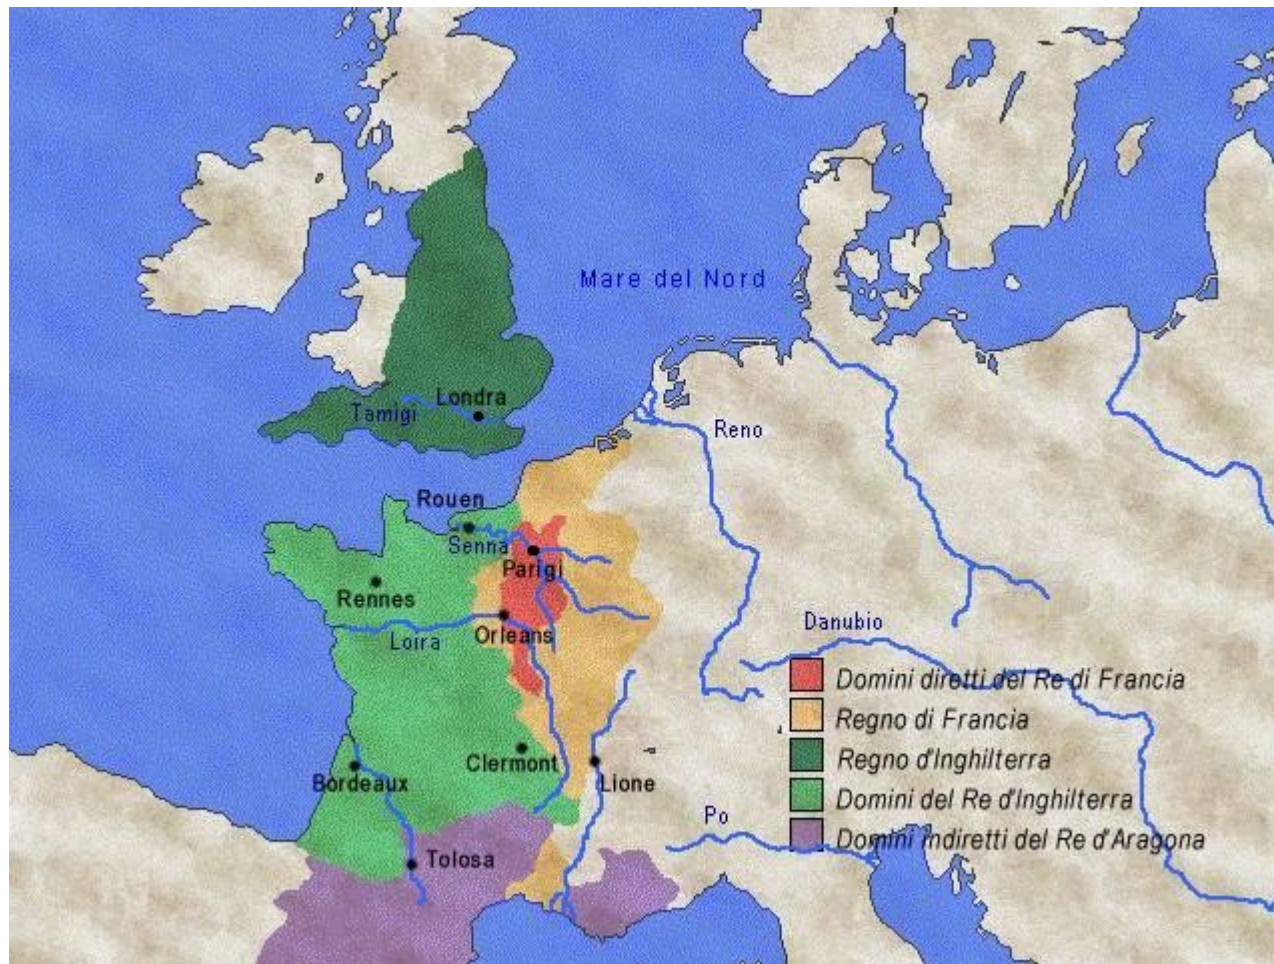 Mare del Nord
Londra
Tamigi
Reno
Rouen
Senna
Parigi
Rennes
Orleans
Loira
Danubio
Domini diretti del Re di Francia
Regno di Francia
Regno d'Inghilterra
Clermont
Bordeaux
Lione
Domini del Re d'Inghilterra
Po
Domini indiretti del Re d'Aragona
Tolosa